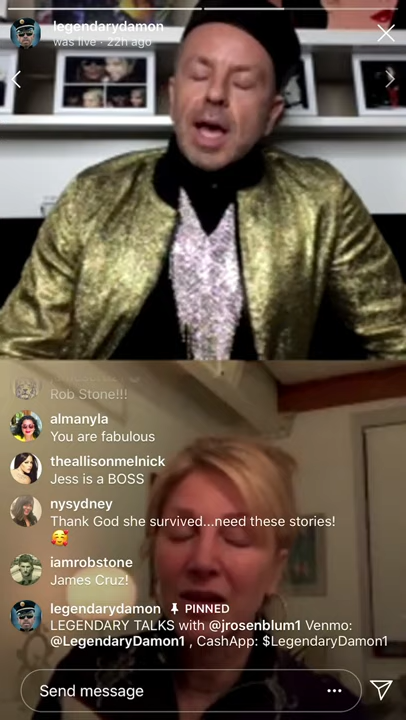 legendarydamon
was live · 22h ago
Rob Stone!!!
almanyla
You are fabulous
theallisonmelnick
Jess is a BOSS
nysydney
Thank God she survived...need these stories!
🥰
iamrobstone
James Cruz!
legendarydamon PINNED
LEGENDARY TALKS with @jrosenblum1 Venmo:
@LegendaryDamon1 , CashApp: $LegendaryDamon1
Send message